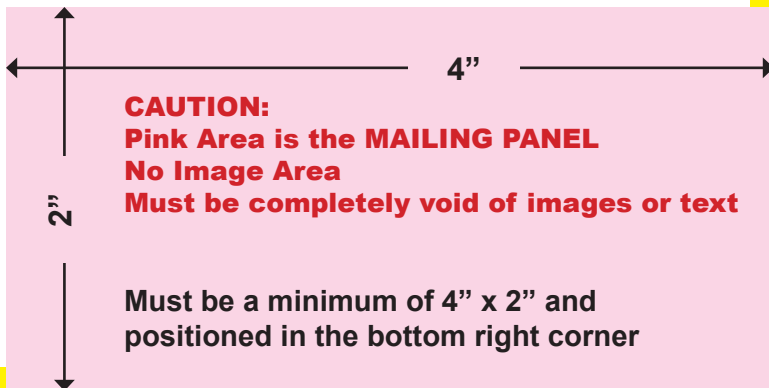 4”
CAUTION:
Pink Area is the MAILING PANEL
No Image Area
Must be completely void of images or text
2”
Must be a minimum of 4” x 2” and
positioned in the bottom right corner